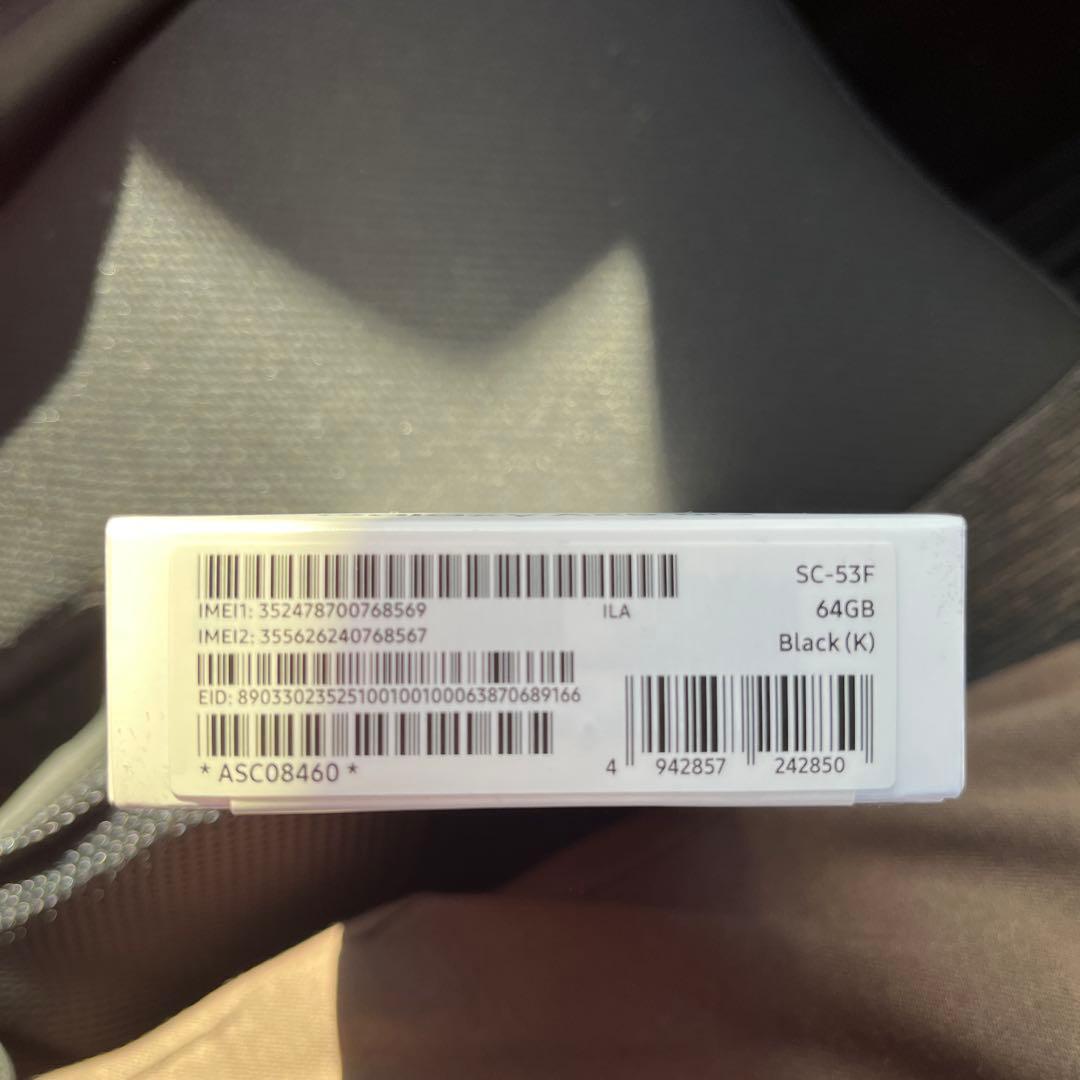 IMEI1: 352478700768569 ILA
IMEI2: 355626240768567
EID: 89033023525100100100063870689166
* ASC08460 *
SC-53F
64GB
Black (K)
4 942857 242850